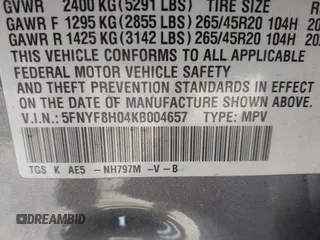 GVWR 2400 KG (5291 LBS) TIRE SIZE
GAWR F 1295 KG (2855 LBS) 265/45R20 104H 20
GAWR R 1425 KG (3142 LBS) 265/45R20 104H 20
THIS VEHICLE CONFORMS TO ALL APPLICABLE
FEDERAL MOTOR VEHICLE SAFETY AND
THEFT PREVENTION STANDARDS IN EFFECT
DATE OF MANUFACTURE SHOWN ABOVE.
V.I.N.: 5FNYF8H04KB004657 TYPE: MPV
TGS K AE5 -NH797M -V-B
© DREAMBID